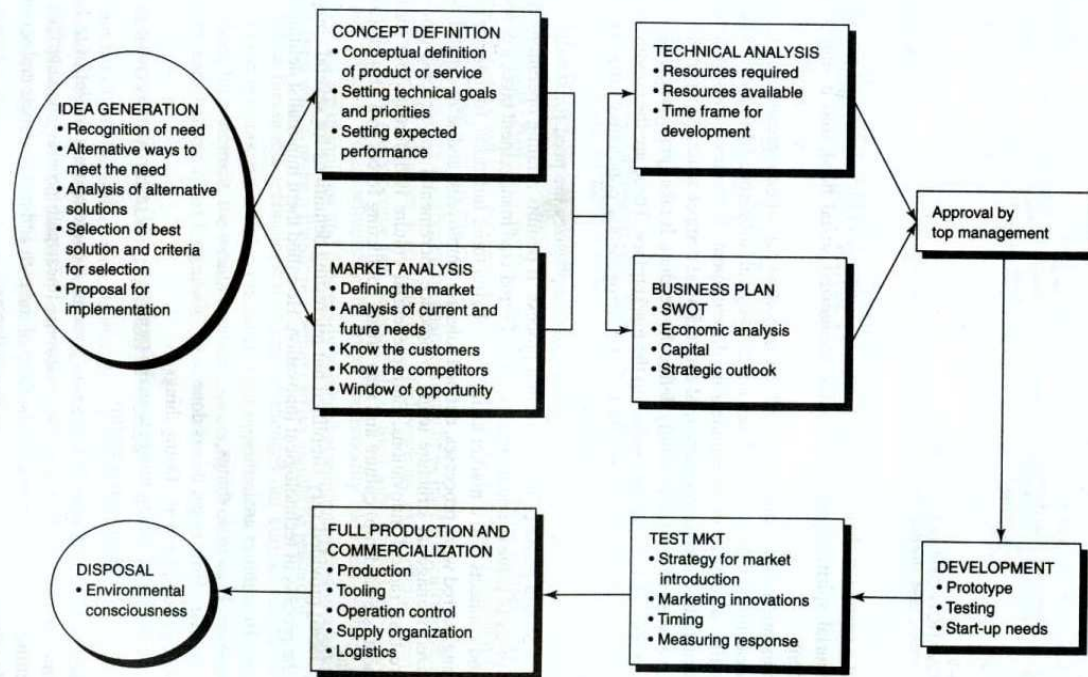 IDEA GENERATION
• Recognition of need
• Alternative ways to
meet the need
• Analysis of alternative
solutions
• Selection of best
solution and criteria
for selection
• Proposal for
implementation
CONCEPT DEFINITION
• Conceptual definition
of product or service
• Setting technical goals
and priorities
• Setting expected
performance
MARKET ANALYSIS
• Defining the market
• Analysis of current and
future needs
• Know the customers
• Know the competitors
• Window of opportunity
TECHNICAL ANALYSIS
• Resources required
• Resources available
• Time frame for
development
BUSINESS PLAN
• SWOT
• Economic analysis
• Capital
• Strategic outlook
Approval by
top management
DEVELOPMENT
• Prototype
• Testing
• Start-up needs
TEST MKT
• Strategy for market
introduction
• Marketing innovations
• Timing
• Measuring response
FULL PRODUCTION AND
COMMERCIALIZATION
• Production
• Tooling
• Operation control
• Supply organization
• Logistics
DISPOSAL
• Environmental
consciousness